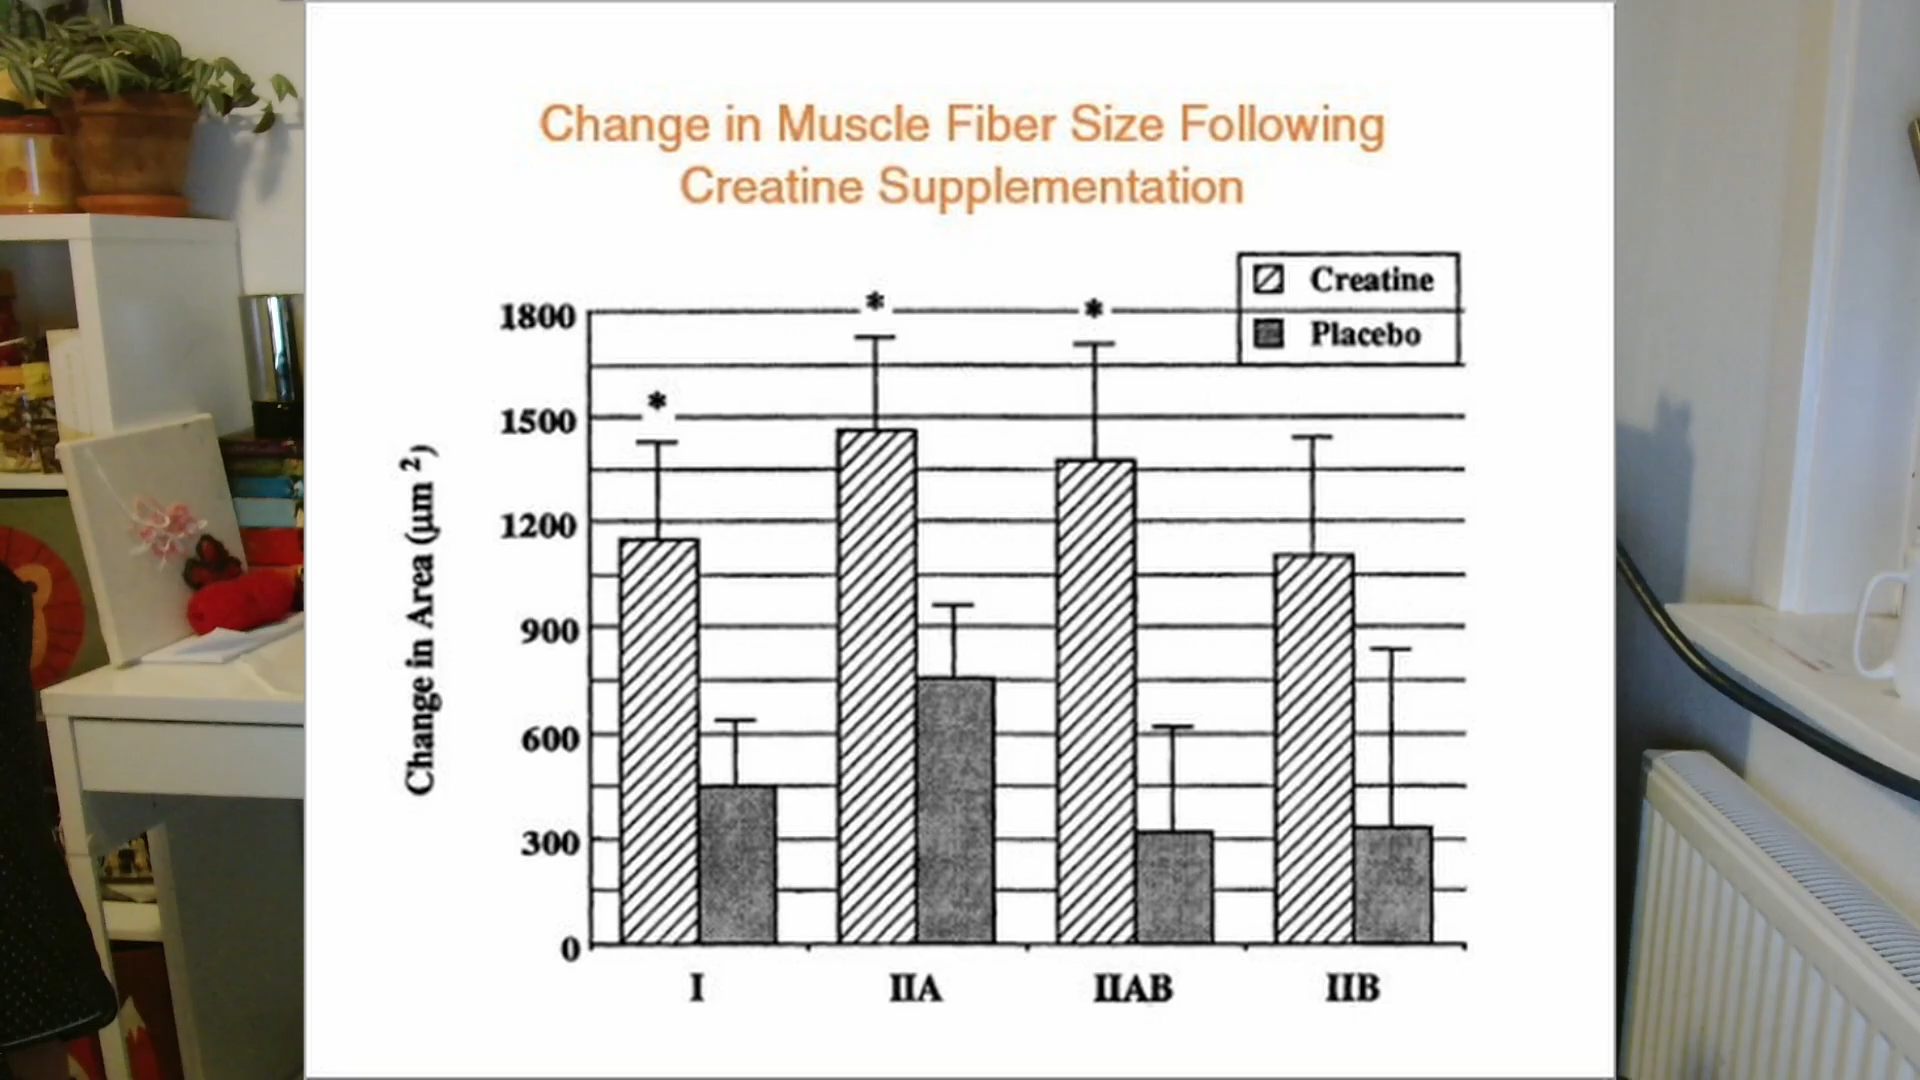 Change in Muscle Fiber Size Following
Creatine Supplementation
Creatine
Placebo
Change in Area (µm 2)
1800
1500
1200
900
600
300
0
* * *
I IIA IIAB IIB